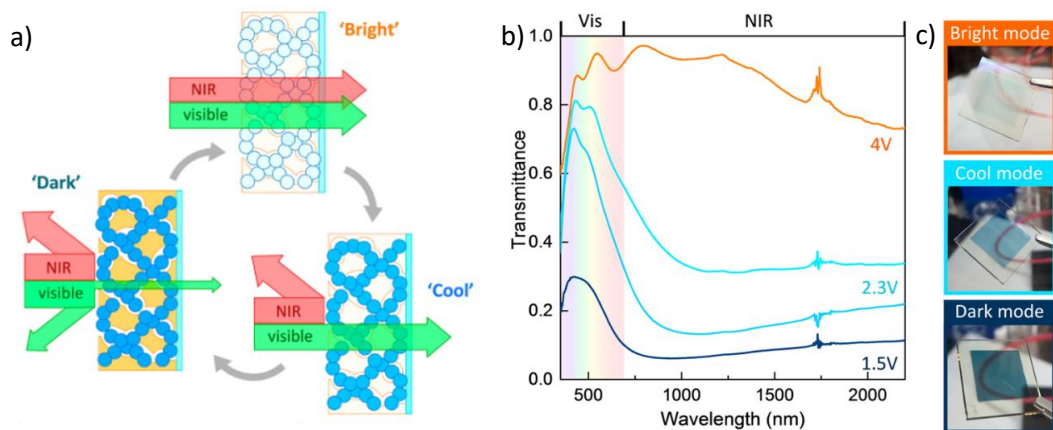 a)
'Bright'
NIR
visible
'Dark'
NIR
visible
NIR
visible
'Cool'
b)
Vis
NIR
1.0
0.8
0.6
0.4
0.2
0.0
Transmittance
4V
2.3V
1.5V
500
1000
1500
2000
Wavelength (nm)
c)
Bright mode
Cool mode
Dark mode